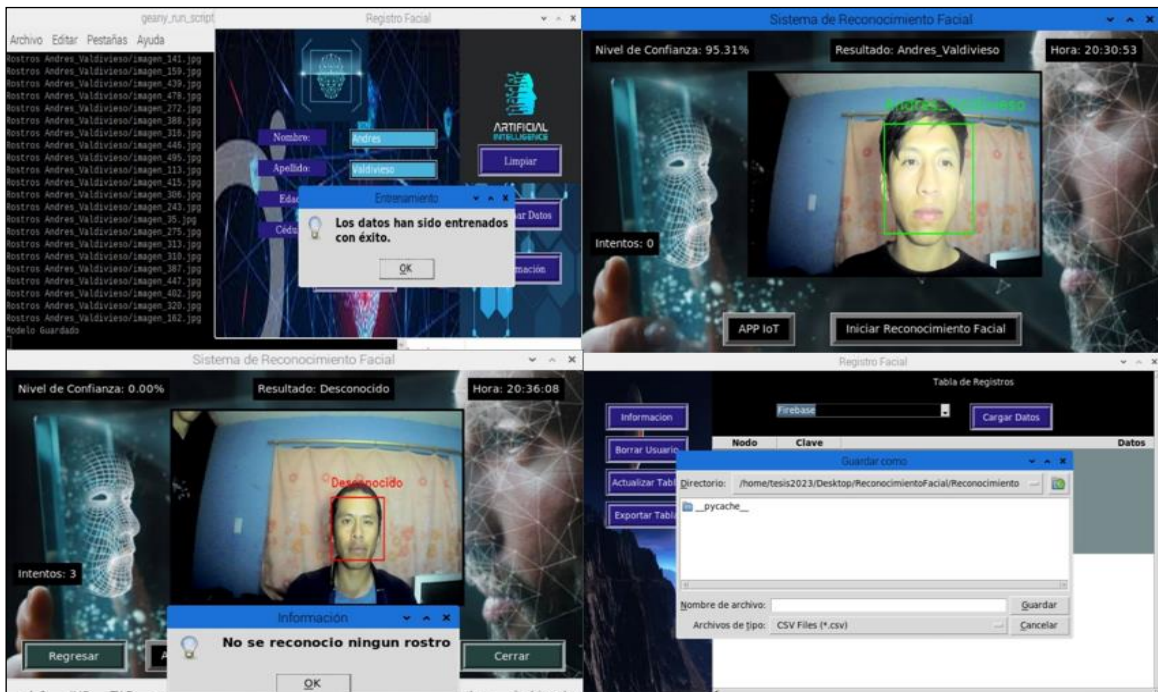 geany_run_script
Archivo Editar Pestañas Ayuda
Rostros Andres_Valdivieso/imagen_141.jpg
Rostros Andres_Valdivieso/imagen_159.jpg
Rostros Andres_Valdivieso/imagen_439.jpg
Rostros Andres_Valdivieso/imagen_478.jpg
Rostros Andres_Valdivieso/imagen_272.jpg
Rostros Andres_Valdivieso/imagen_388.jpg
Rostros Andres_Valdivieso/imagen_316.jpg
Rostros Andres_Valdivieso/imagen_446.jpg
Rostros Andres_Valdivieso/imagen_495.jpg
Rostros Andres_Valdivieso/imagen_113.jpg
Rostros Andres_Valdivieso/imagen_415.jpg
Rostros Andres_Valdivieso/imagen_306.jpg
Rostros Andres_Valdivieso/imagen_243.jpg
Rostros Andres_Valdivieso/imagen_35.jpg
Rostros Andres_Valdivieso/imagen_275.jpg
Rostros Andres_Valdivieso/imagen_313.jpg
Rostros Andres_Valdivieso/imagen_310.jpg
Rostros Andres_Valdivieso/imagen_387.jpg
Rostros Andres_Valdivieso/imagen_447.jpg
Rostros Andres_Valdivieso/imagen_402.jpg
Rostros Andres_Valdivieso/imagen_320.jpg
Rostros Andres_Valdivieso/imagen_162.jpg
Modelo Guardado
Registro Facial
ARTIFICIAL
INTELLIGENCE
Nombre: Andres
Limpiar
Apellido: Valdivieso
Edad
Cédu
ar Datos
mación
Entrenamiento
Los datos han sido entrenados
con éxito.
OK
Sistema de Reconocimiento Facial
Nivel de Confianza: 95.31%
Resultado: Andres_Valdivieso
Hora: 20:30:53
Andres_Valdivieso
Intentos: 0
APP IoT
Iniciar Reconocimiento Facial
Sistema de Reconocimiento Facial
Nivel de Confianza: 0.00%
Resultado: Desconocido
Hora: 20:36:08
Desconocido
Intentos: 3
Información
No se reconocio ningun rostro
OK
Regresar
A
Cerrar
Registro Facial
Tabla de Registros
Informacion
Firebase
Cargar Datos
Borrar Usuario
Actualizar Tabl
Exportar Tabl
Nodo Clave Datos
Guardar como
Directorio: /home/tesis2023/Desktop/ReconocimientoFacial/Reconocimiento
__pycache__
Nombre de archivo:
Guardar
Archivos de tipo: CSV Files (*.csv)
Cancelar